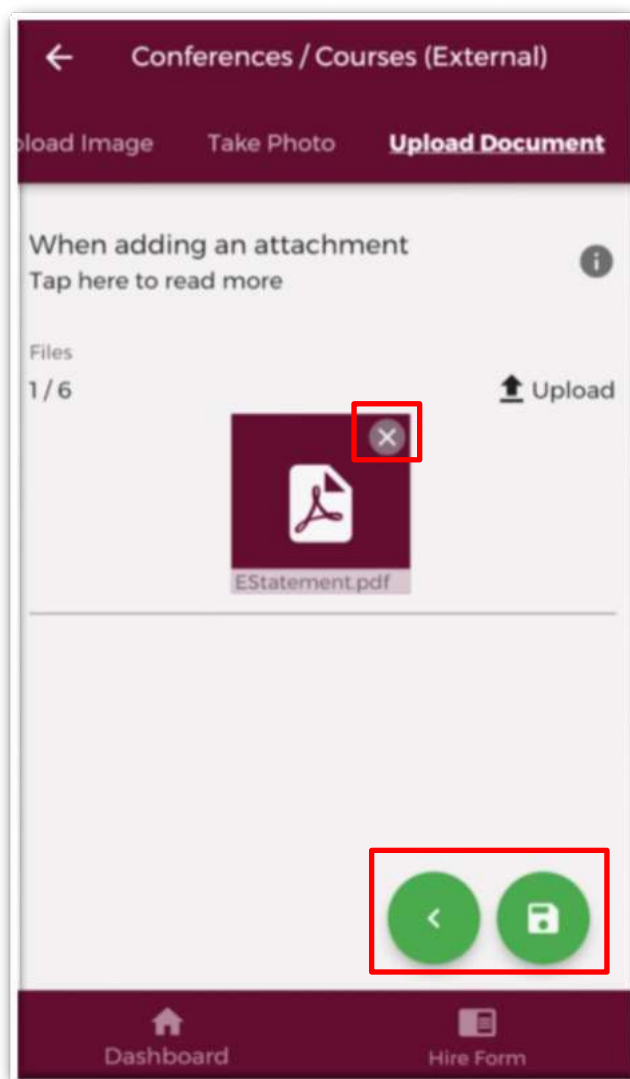 Conferences / Courses (External)
pload Image Take Photo Upload Document
When adding an attachment
Tap here to read more
Files
1 / 6 Upload
EStatement.pdf
Dashboard Hire Form